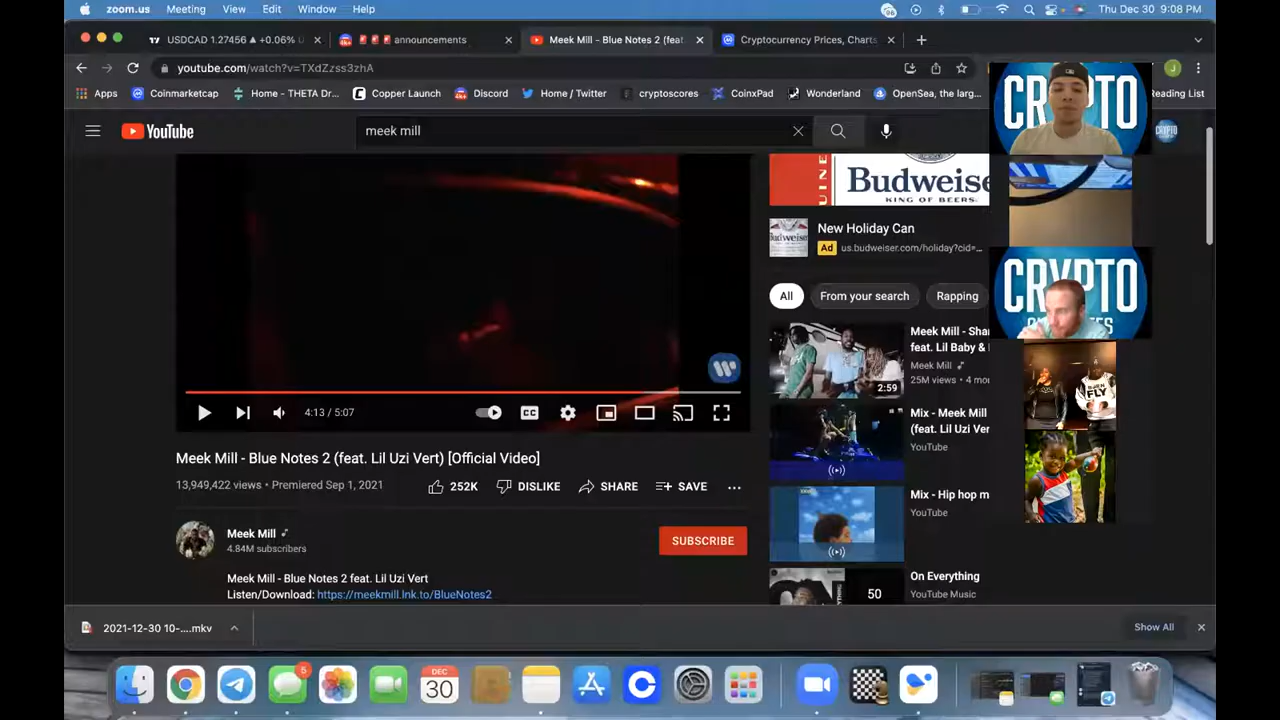 zoom.us Meeting View Edit Window Help
Thu Dec 30 9:08 PM
USDCAD 1.27456 ▲ +0.06% U
announcements
Meek Mill - Blue Notes 2 (feat
Cryptocurrency Prices, Charts
youtube.com/watch?v=TXdZzss3zhA
J
Apps
Coinmarketcap
Home - THETA Dr...
Discord
Home / Twitter
cryptoscores
CoinxPad
Wonderland
OpenSea, the larg...
Reading List
YouTube
meek mill
CRYPTO
CRYPTO
Budweise
KING OF BEERS.
New Holiday Can
Ad us.budweiser.com/holiday?cid=...
All
From your search
Rapping
Meek Mill - Sha
feat. Lil Baby &
Meek Mill
25M views • 4 mo
2:59
Mix - Meek Mill
(feat. Lil Uzi Ver
YouTube
Mix - Hip hop m
YouTube
On Everything
YouTube Music
50
4:13 / 5:07
CC
Meek Mill - Blue Notes 2 (feat. Lil Uzi Vert) [Official Video]
13,949,422 views • Premiered Sep 1, 2021
252K
DISLIKE
SHARE
SAVE
Meek Mill
4.84M subscribers
SUBSCRIBE
Meek Mill - Blue Notes 2 feat. Lil Uzi Vert
Listen/Download: https://meekmill.lnk.to/BlueNotes2
FLY
2021-12-30 10-....mkv
Show All
5
DEC
30